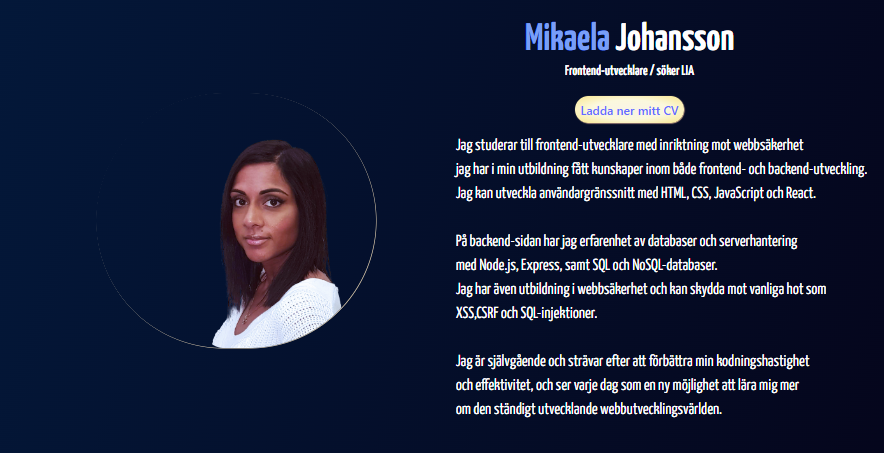 Mikaela Johansson
Frontend-utvecklare / söker LIA
Ladda ner mitt CV
Jag studerar till frontend-utvecklare med inriktning mot webbsäkerhet
jag har i min utbildning fått kunskaper inom både frontend- och backend-utveckling.
Jag kan utveckla användargränssnitt med HTML, CSS, JavaScript och React.
På backend-sidan har jag erfarenhet av databaser och serverhantering
med Node.js, Express, samt SQL och NoSQL-databaser.
Jag har även utbildning i webbsäkerhet och kan skydda mot vanliga hot som
XSS,CSRF och SQL-injektioner.
Jag är självgående och strävar efter att förbättra min kodningshastighet
och effektivitet, och ser varje dag som en ny möjlighet att lära mig mer
om den ständigt utvecklande webbutvecklingsvärlden.